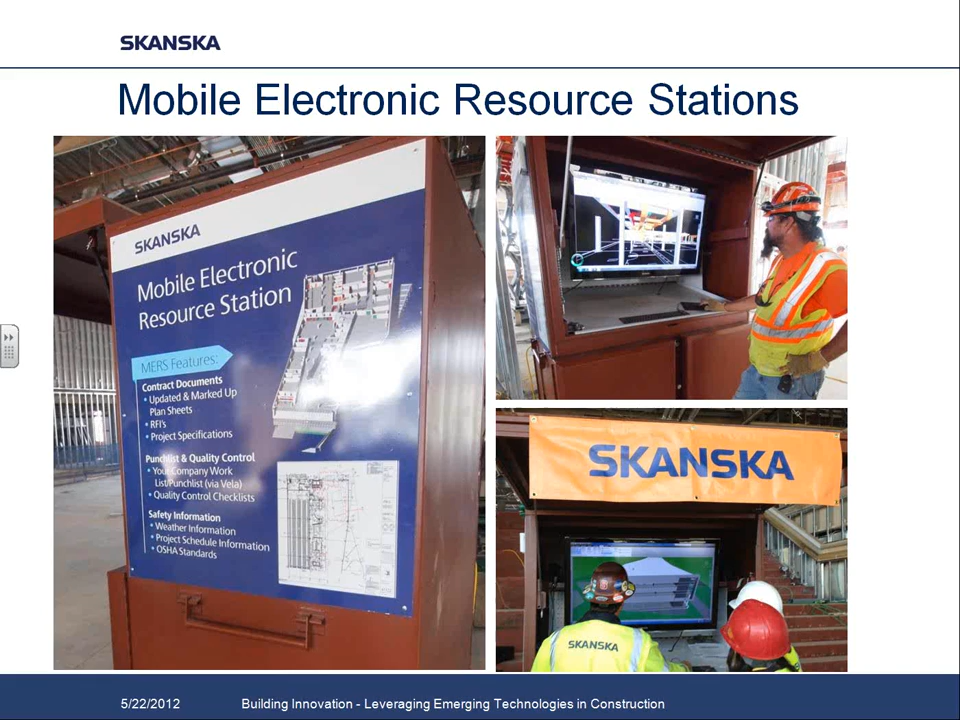 SKANSKA
Mobile Electronic Resource Stations
SKANSKA
Mobile Electronic
Resource Station
MERS Features:
Contract Documents
• Updated & Marked Up
Plan Sheets
• RFI's
• Project Specifications
Punchlist & Quality Control
• Your Company Work
List/Punchlist (via Vela)
• Quality Control Checklists
Safety Information
• Weather Information
• Project Schedule Information
• OSHA Standards
SKANSKA
SKANSKA
5/22/2012 Building Innovation - Leveraging Emerging Technologies in Construction